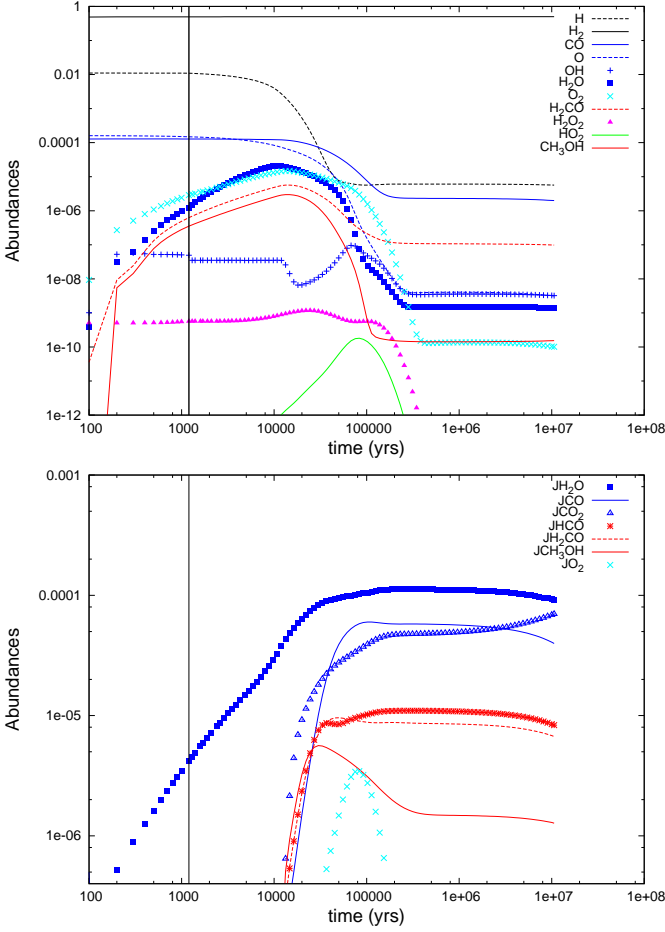 1
0.01
0.0001
1e-06
1e-08
1e-10
1e-12
Abundances
H
H₂
CO
O
OH
H₂O
O₂
H₂CO
H₂O₂
HO₂
CH₃OH
100 1000 10000 100000 1e+06 1e+07 1e+08
time (yrs)
0.001
0.0001
1e-05
1e-06
Abundances
JH₂O
JCO
JCO₂
JHCO
JH₂CO
JCH₃OH
JO₂
100 1000 10000 100000 1e+06 1e+07 1e+08
time (yrs)